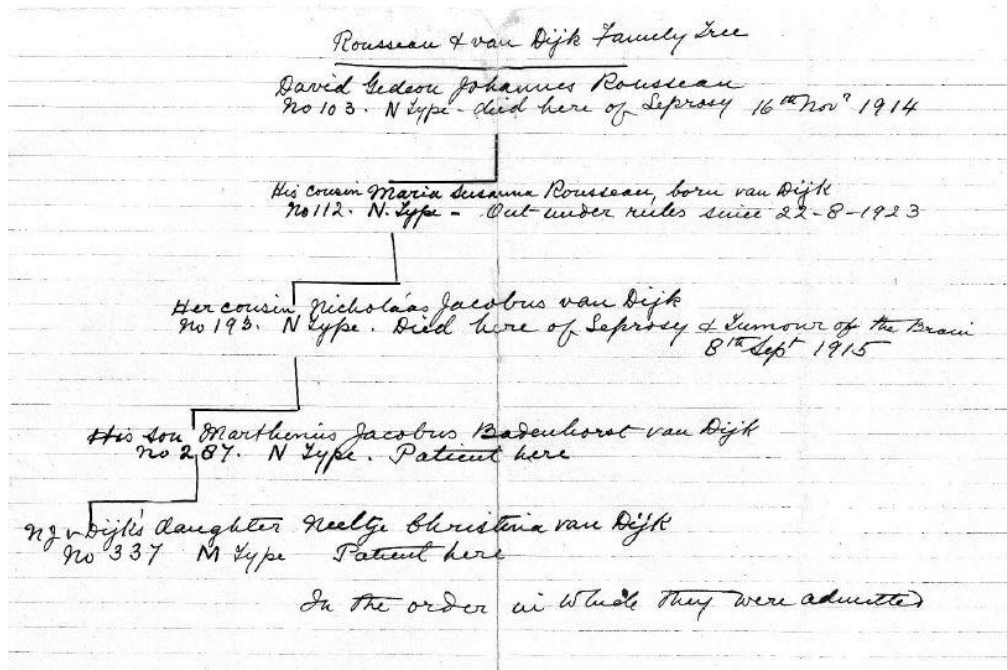 Rousseau & van Dijk Family Tree
David Gedeon Johannes Rousseau
No 103. N Type - died here of Leprosy 16th Novr 1914
His cousin Maria Susanna Rousseau, born van Dijk
No 112. N. Type - Out under rules since 22-8-1923
Her cousin Nicholaas Jacobus van Dijk
No 193. N Type. Died here of Leprosy & Tumour of the Brain
8th Sept 1915
His son Marthenius Jacobus Badenhorst van Dijk
No 287. N Type. Patient here
NJ v Dijk's daughter Neeltje Christina van Dijk
No 337 M Type Patient here
In the order in which they were admitted